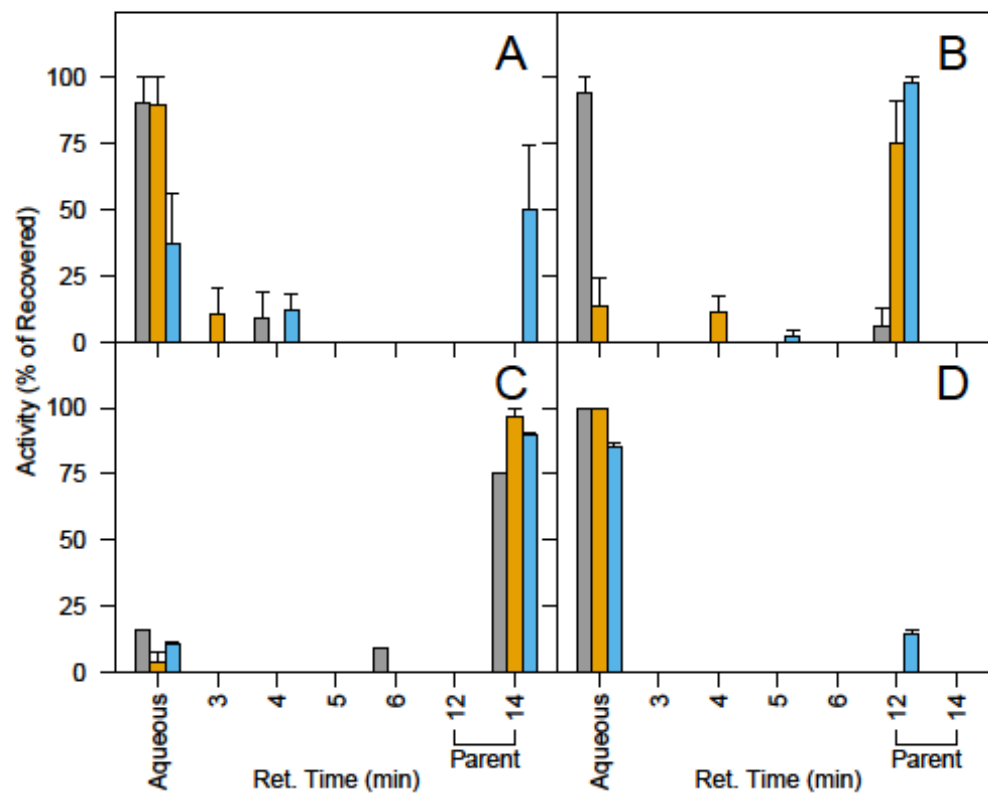 A
B
100
75
50
25
0
Activity (% of Recovered)
C
D
100
75
50
25
0
Aqueous
3
4
5
6
12
14
Aqueous
3
4
5
6
12
14
Parent
Parent
Ret. Time (min)
Ret. Time (min)